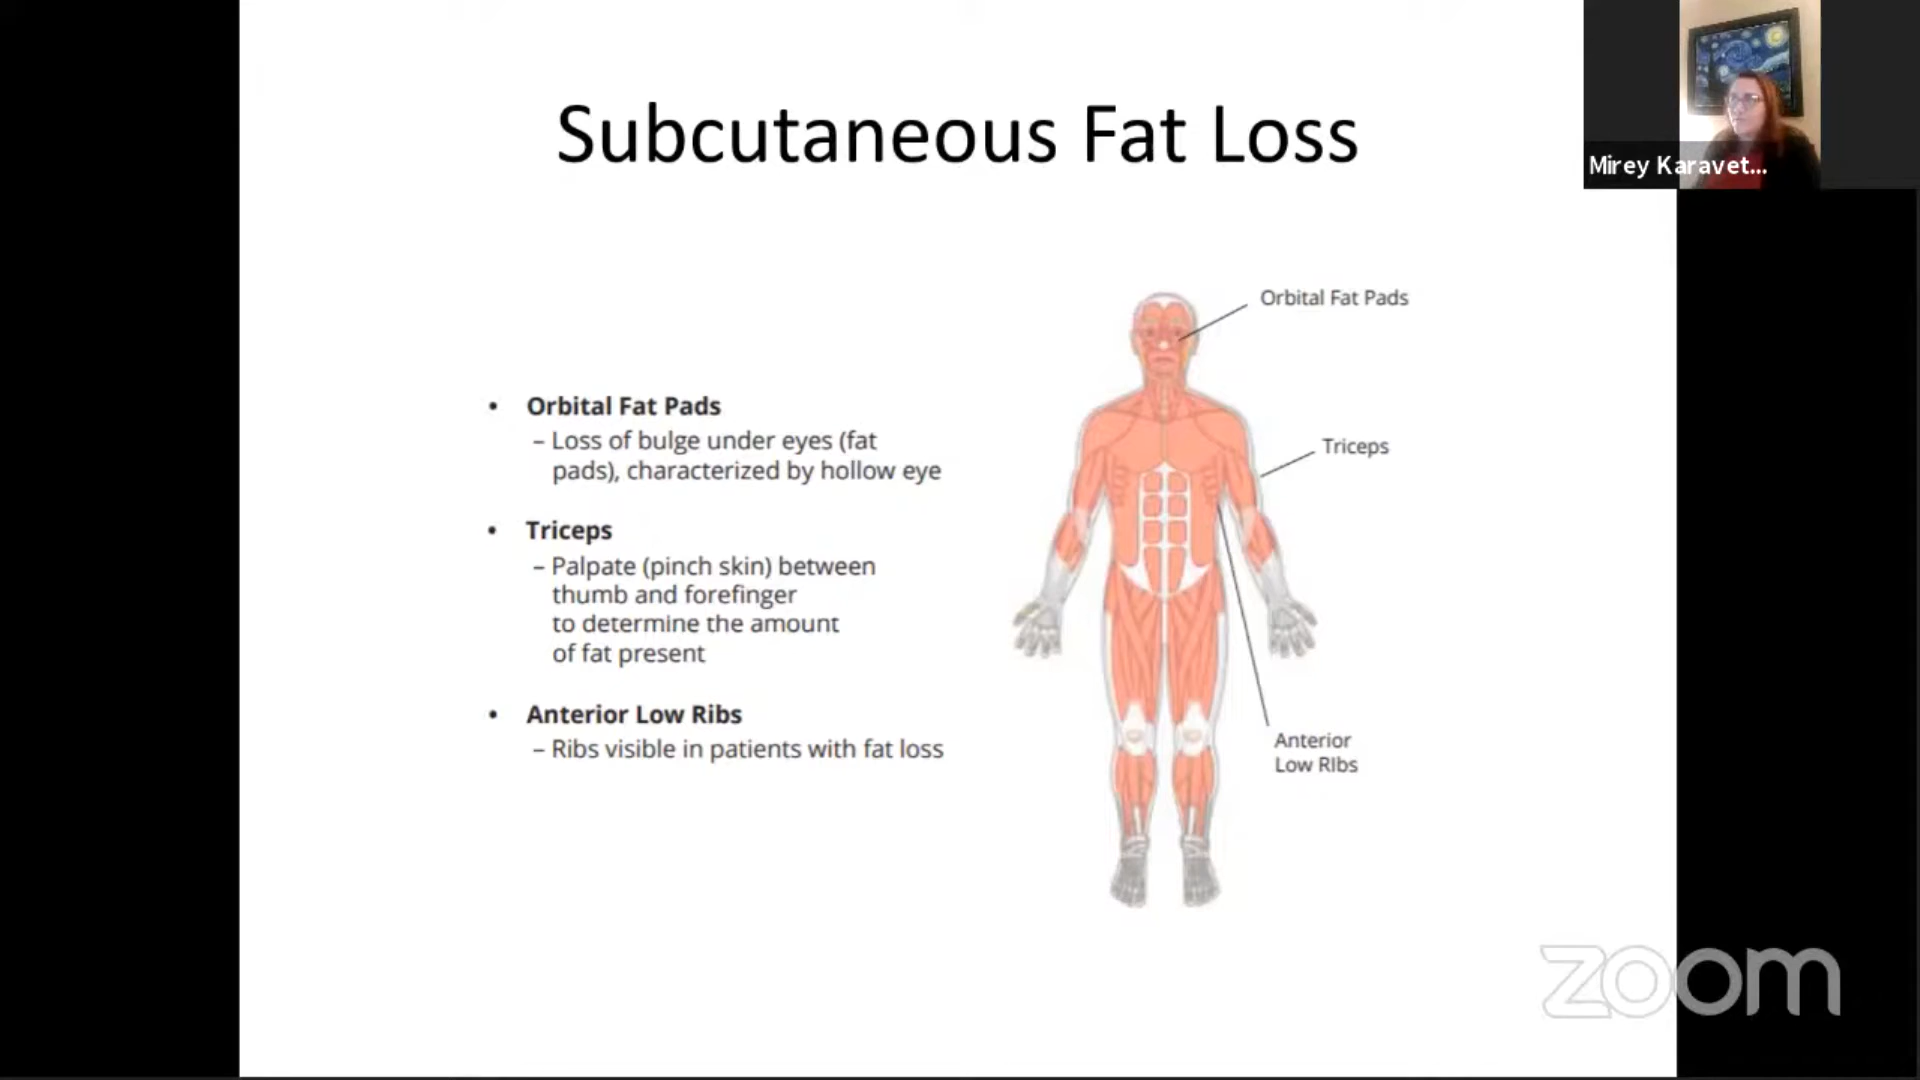 Subcutaneous Fat Loss
Mirey Karavet...
• Orbital Fat Pads
– Loss of bulge under eyes (fat
pads), characterized by hollow eye
• Triceps
– Palpate (pinch skin) between
thumb and forefinger
to determine the amount
of fat present
• Anterior Low Ribs
– Ribs visible in patients with fat loss
Orbital Fat Pads
Triceps
Anterior
Low RIbs
zoom